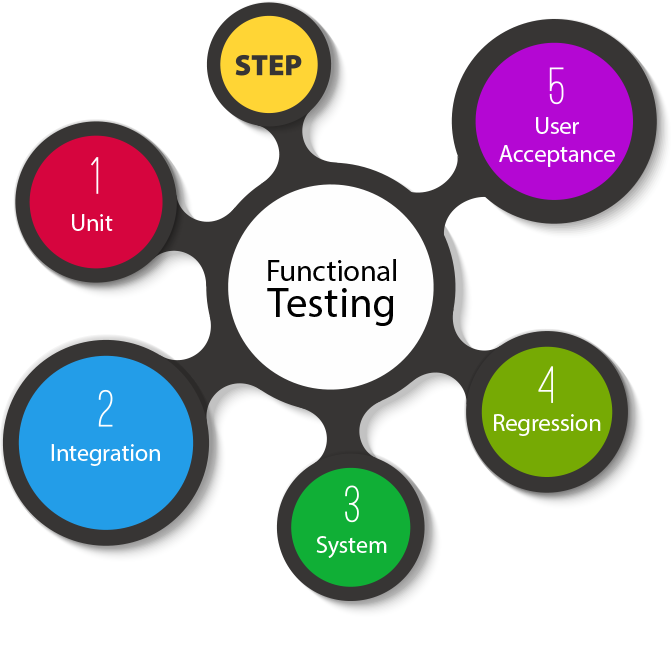 STEP
1
Unit
2
Integration
3
System
4
Regression
5
User
Acceptance
Functional
Testing